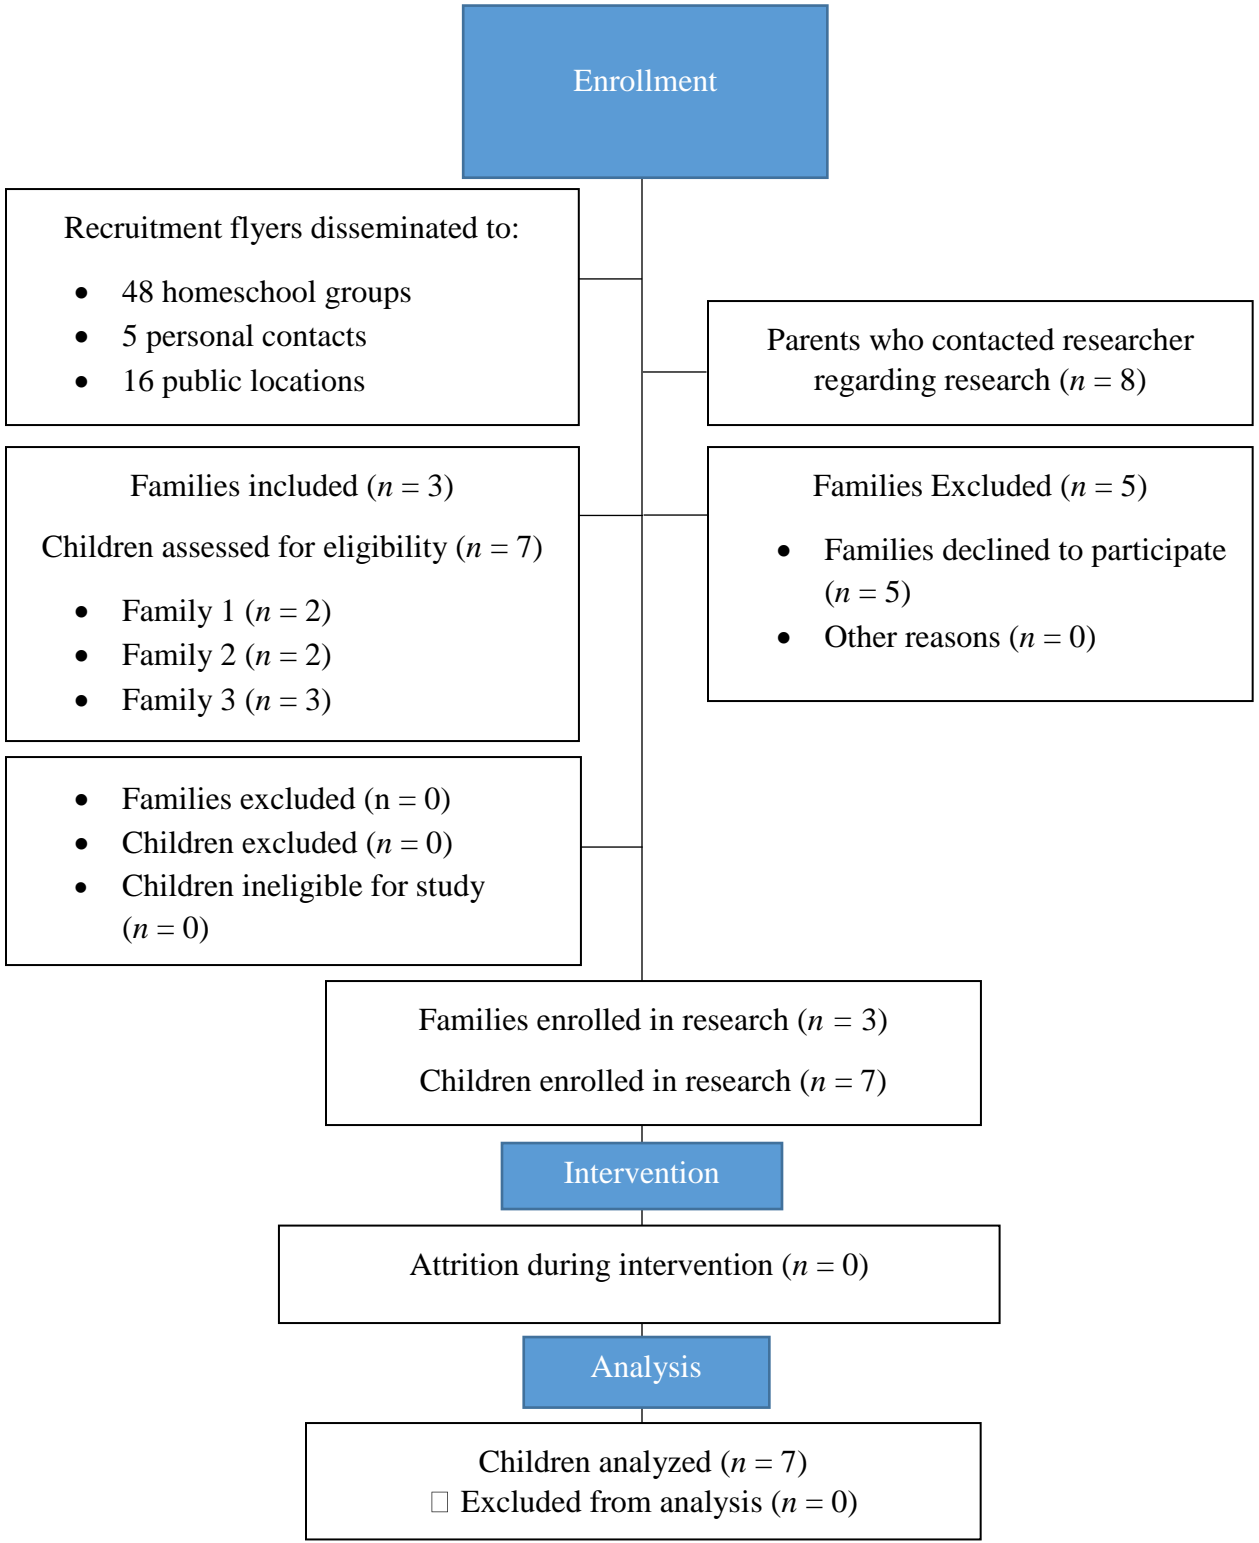 Enrollment
Recruitment flyers disseminated to:
• 48 homeschool groups
• 5 personal contacts
• 16 public locations
Parents who contacted researcher
regarding research (n = 8)
Families included (n = 3)
Children assessed for eligibility (n = 7)
• Family 1 (n = 2)
• Family 2 (n = 2)
• Family 3 (n = 3)
Families Excluded (n = 5)
• Families declined to participate
(n = 5)
• Other reasons (n = 0)
• Families excluded (n = 0)
• Children excluded (n = 0)
• Children ineligible for study
(n = 0)
Families enrolled in research (n = 3)
Children enrolled in research (n = 7)
Intervention
Attrition during intervention (n = 0)
Analysis
Children analyzed (n = 7)
□ Excluded from analysis (n = 0)